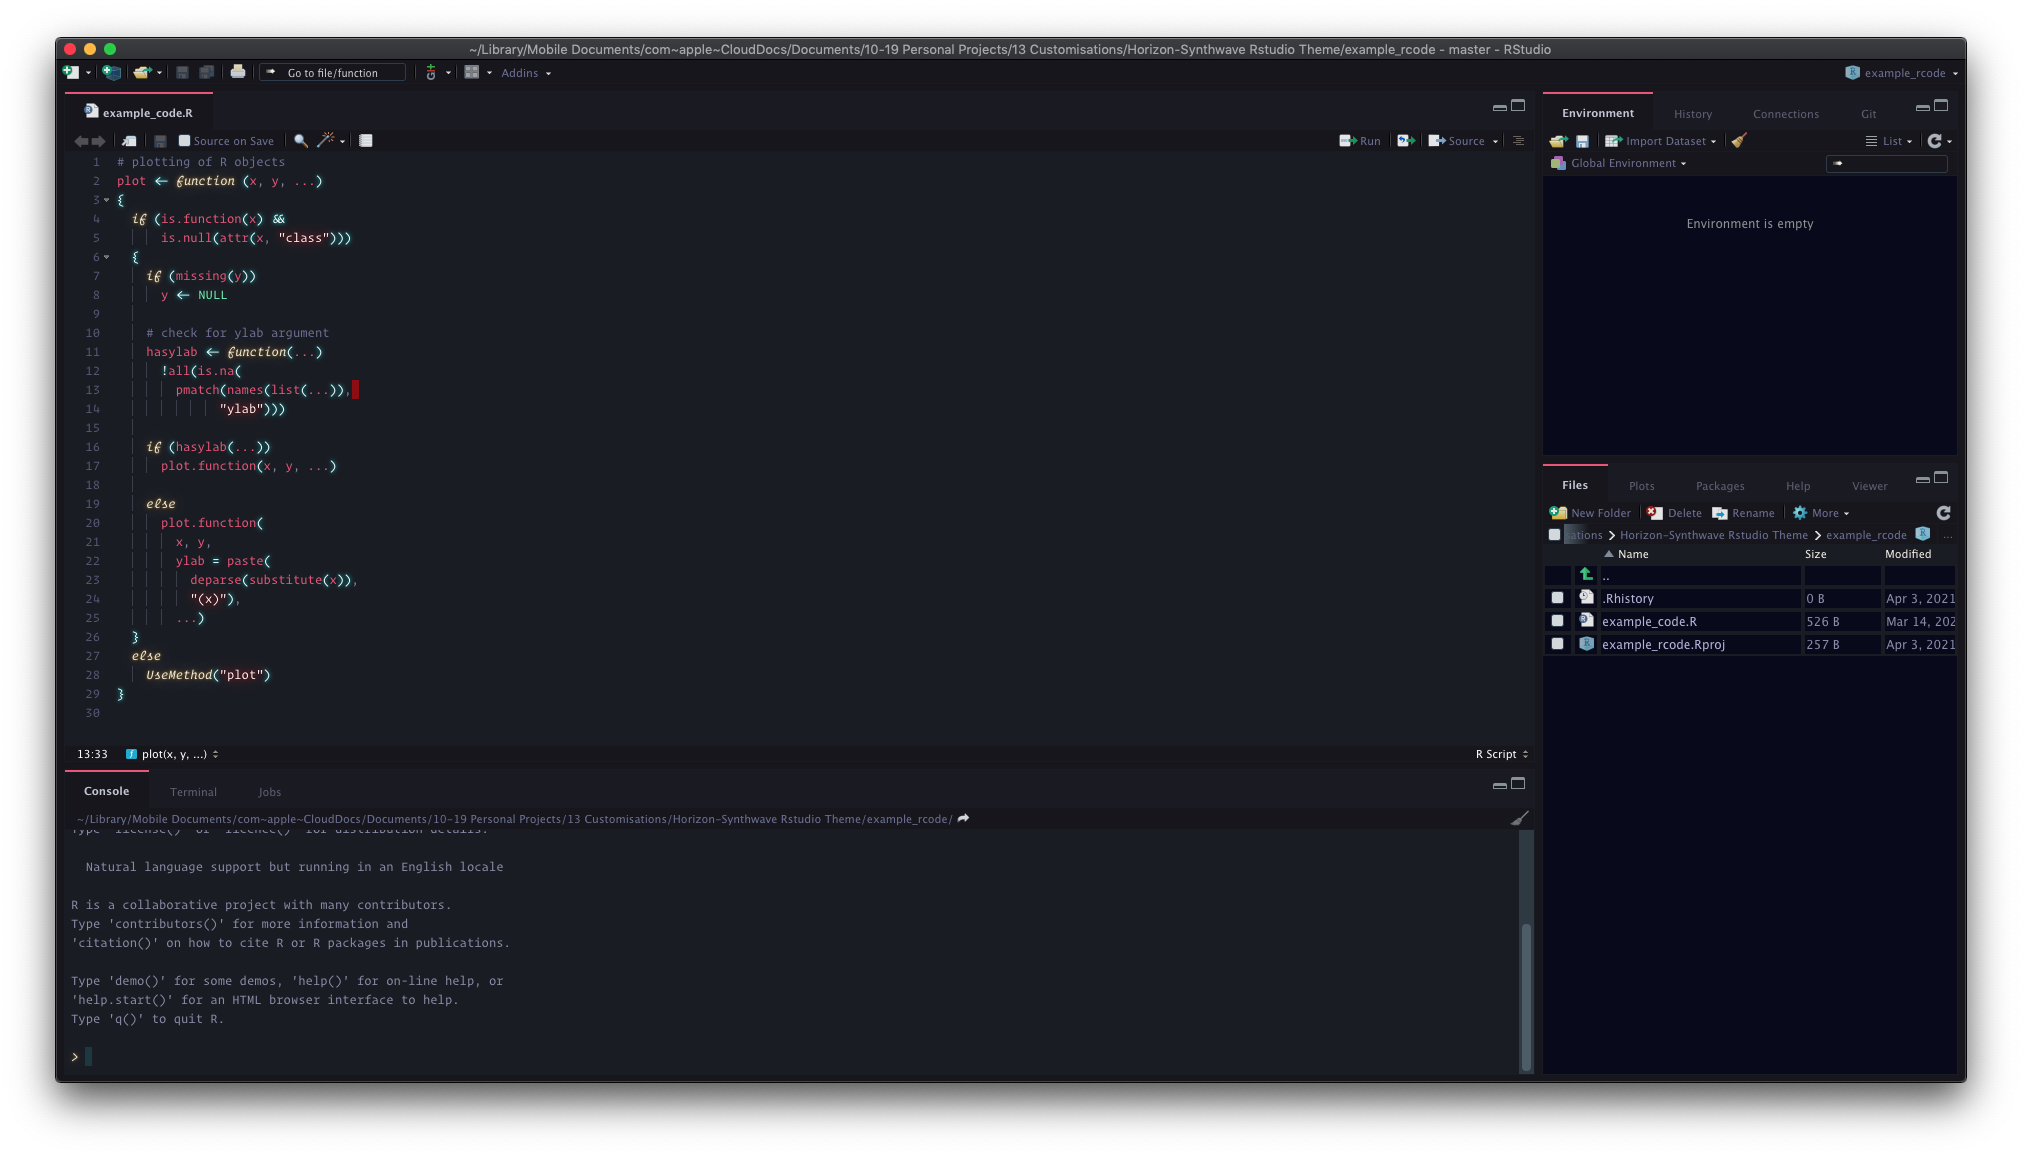 ~/Library/Mobile Documents/com~apple~CloudDocs/Documents/10-19 Personal Projects/13 Customisations/Horizon-Synthwave Rstudio Theme/example_rcode - master - RStudio
Go to file/function
Addins
example_rcode
example_code.R
Source on Save
Run
Source
1 # plotting of R objects
2 plot <- function (x, y, ...)
3 {
4 if (is.function(x) &&
5 is.null(attr(x, "class")))
6 {
7 if (missing(y))
8 y <- NULL
9
10 # check for ylab argument
11 hasylab <- function(...)
12 !all(is.na(
13 pmatch(names(list(...)),
14 "ylab")))
15
16 if (hasylab(...))
17 plot.function(x, y, ...)
18
19 else
20 plot.function(
21 x, y,
22 ylab = paste(
23 deparse(substitute(x)),
24 "(x)"),
25 ...)
26 }
27 else
28 UseMethod("plot")
29 }
30
13:33 plot(x, y, ...)
R Script
Console Terminal Jobs
~/Library/Mobile Documents/com~apple~CloudDocs/Documents/10-19 Personal Projects/13 Customisations/Horizon-Synthwave Rstudio Theme/example_rcode/
Type 'license()' or 'licence()' for distribution details.
Natural language support but running in an English locale
R is a collaborative project with many contributors.
Type 'contributors()' for more information and
'citation()' on how to cite R or R packages in publications.
Type 'demo()' for some demos, 'help()' for on-line help, or
'help.start()' for an HTML browser interface to help.
Type 'q()' to quit R.
>
Environment History Connections Git
Import Dataset
List
Global Environment
Environment is empty
Files Plots Packages Help Viewer
New Folder Delete Rename More
ations > Horizon-Synthwave Rstudio Theme > example_rcode ...
Name Size Modified
..
.Rhistory 0 B Apr 3, 2021
example_code.R 526 B Mar 14, 202
example_rcode.Rproj 257 B Apr 3, 2021